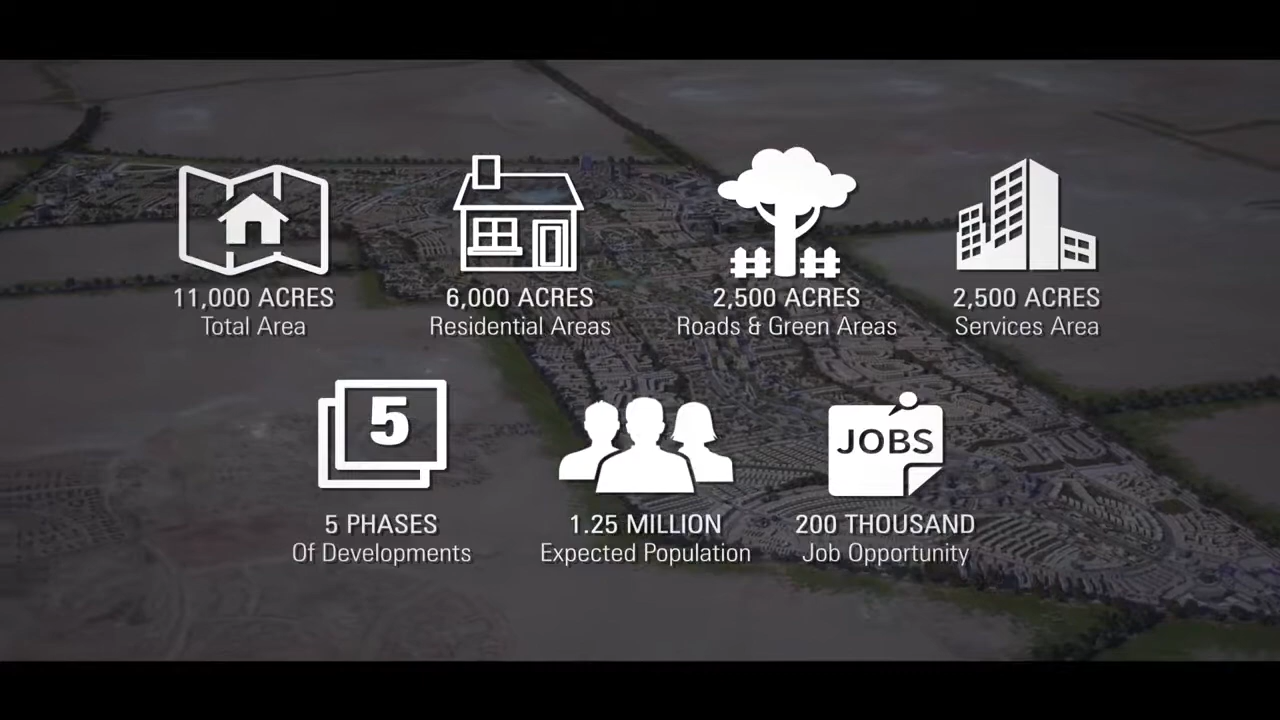 11,000 ACRES
Total Area
6,000 ACRES
Residential Areas
2,500 ACRES
Roads & Green Areas
2,500 ACRES
Services Area
5
5 PHASES
Of Developments
1.25 MILLION
Expected Population
JOBS
200 THOUSAND
Job Opportunity